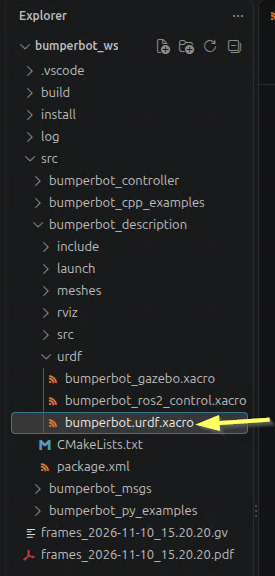 Explorer
bumperbot_ws
.vscode
build
install
log
src
bumperbot_controller
bumperbot_cpp_examples
bumperbot_description
include
launch
meshes
rviz
src
urdf
bumperbot_gazebo.xacro
bumperbot_ros2_control.xacro
bumperbot.urdf.xacro
CMakeLists.txt
package.xml
bumperbot_msgs
bumperbot_py_examples
frames_2026-11-10_15.20.20.gv
frames_2026-11-10_15.20.20.pdf